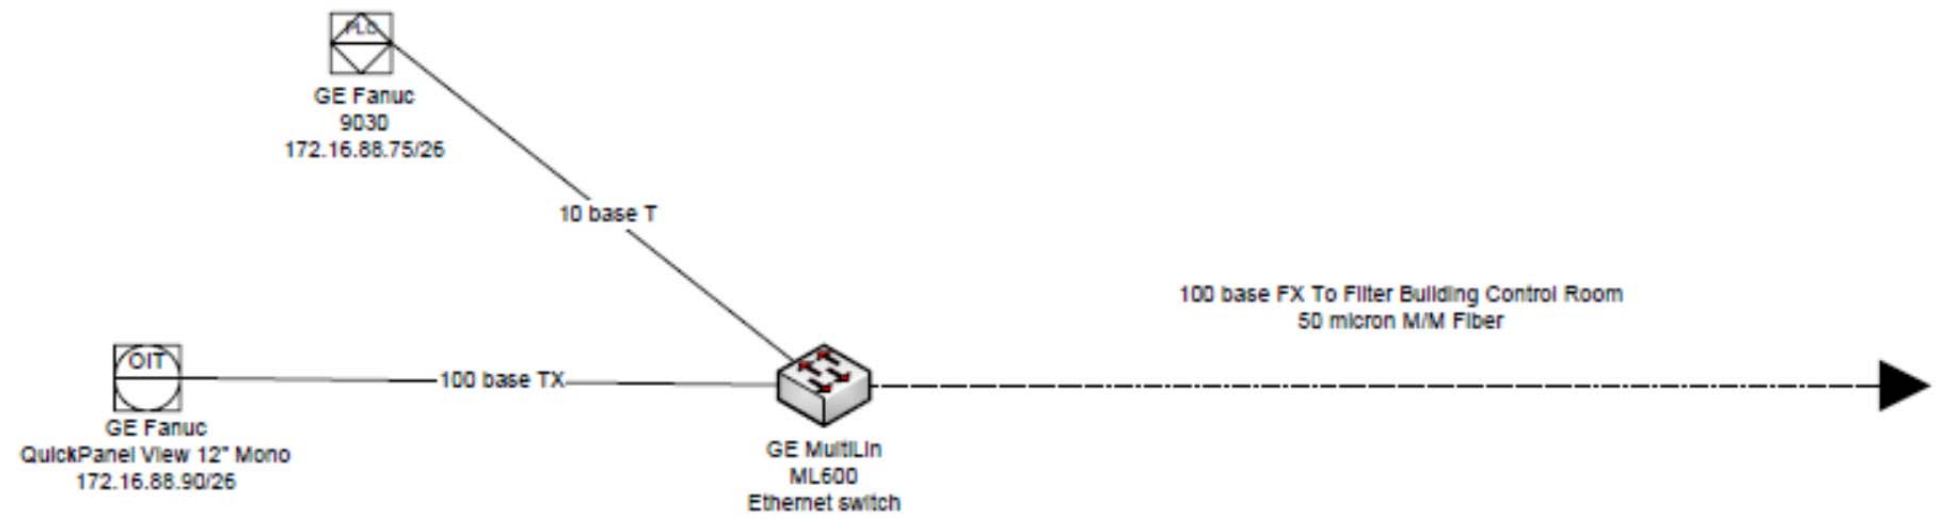 PLC
GE Fanuc
9030
172.16.88.75/26
10 base T
100 base FX To Filter Building Control Room
50 micron M/M Fiber
OIT
100 base TX
GE Fanuc
QuickPanel View 12" Mono
172.16.88.90/26
GE MultiLin
ML600
Ethernet switch